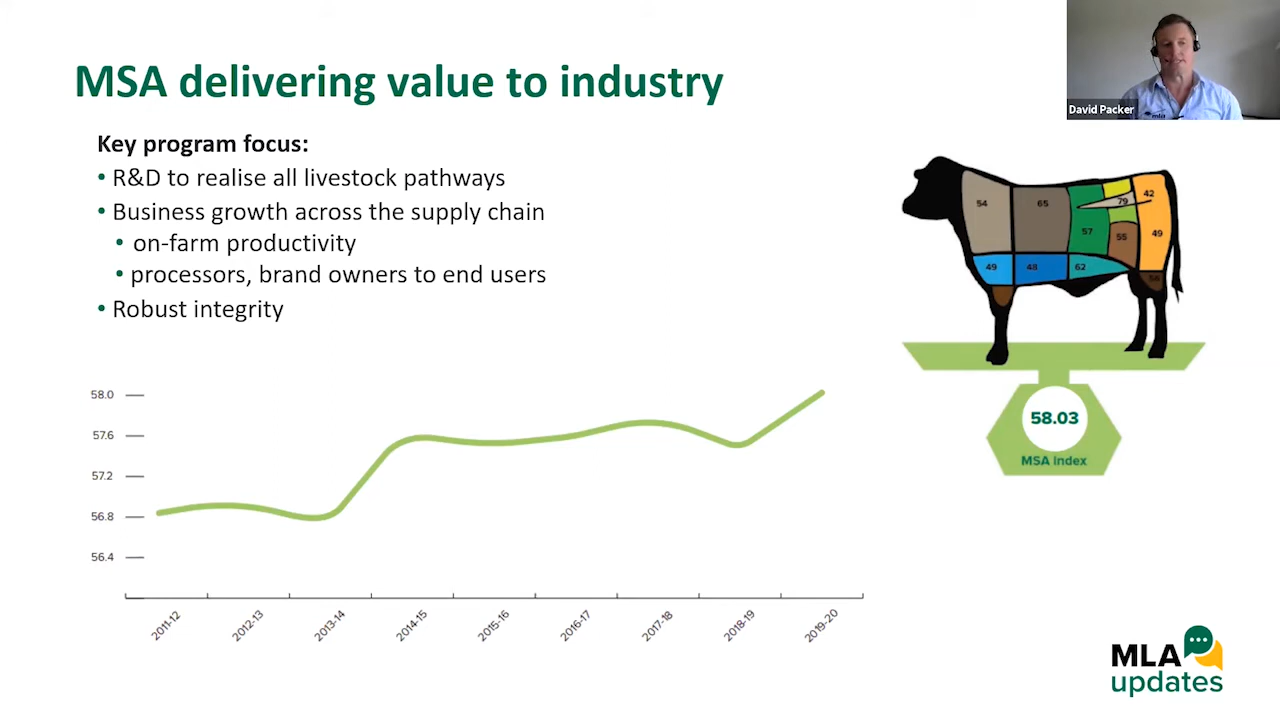 MSA delivering value to industry
David Packer
Key program focus:
• R&D to realise all livestock pathways
• Business growth across the supply chain
• on-farm productivity
• processors, brand owners to end users
• Robust integrity
54
65
79
42
57
55
49
49
48
62
58.03
MSA index
58.0
57.6
57.2
56.8
56.4
2011-12
2012-13
2013-14
2014-15
2015-16
2016-17
2017-18
2018-19
2019-20
MLA
updates